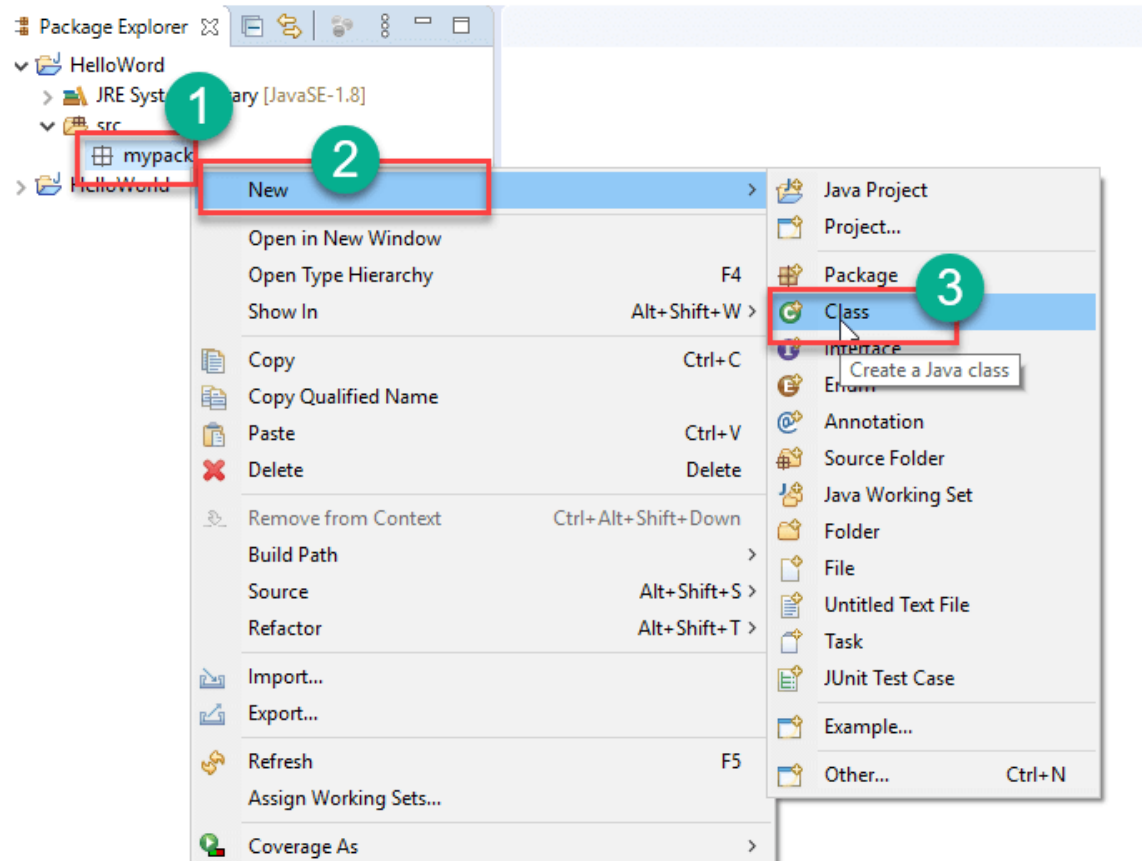 Package Explorer
HelloWord
JRE Syst ary [JavaSE-1.8]
1
src
mypack
2
HelloWorld
New
Open in New Window
Open Type Hierarchy F4
Show In Alt+Shift+W >
Copy Ctrl+C
Copy Qualified Name
Paste Ctrl+V
Delete Delete
Remove from Context Ctrl+Alt+Shift+Down
Build Path >
Source Alt+Shift+S >
Refactor Alt+Shift+T >
Import...
Export...
Refresh F5
Assign Working Sets...
Coverage As >
Java Project
Project...
Package
3
Class
Interface
Create a Java class
Enum
Annotation
Source Folder
Java Working Set
Folder
File
Untitled Text File
Task
JUnit Test Case
Example...
Other... Ctrl+N